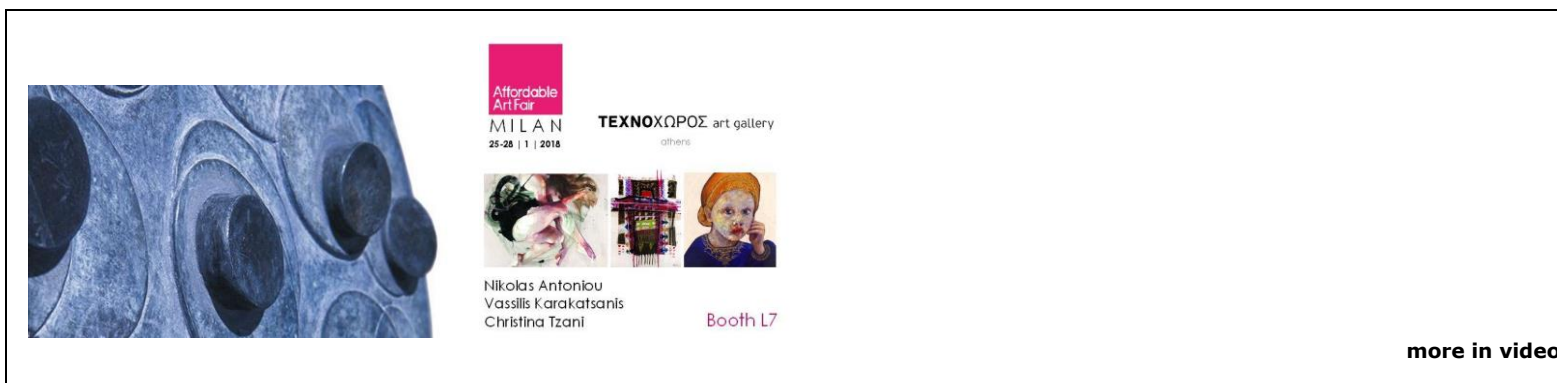 Affordable
Art Fair
MILAN
25-28 | 1 | 2018
ΤΕΧΝΟΧΩΡΟΣ art gallery
athens
Nikolas Antoniou
Vassilis Karakatsanis
Christina Tzani
Booth L7
more in video